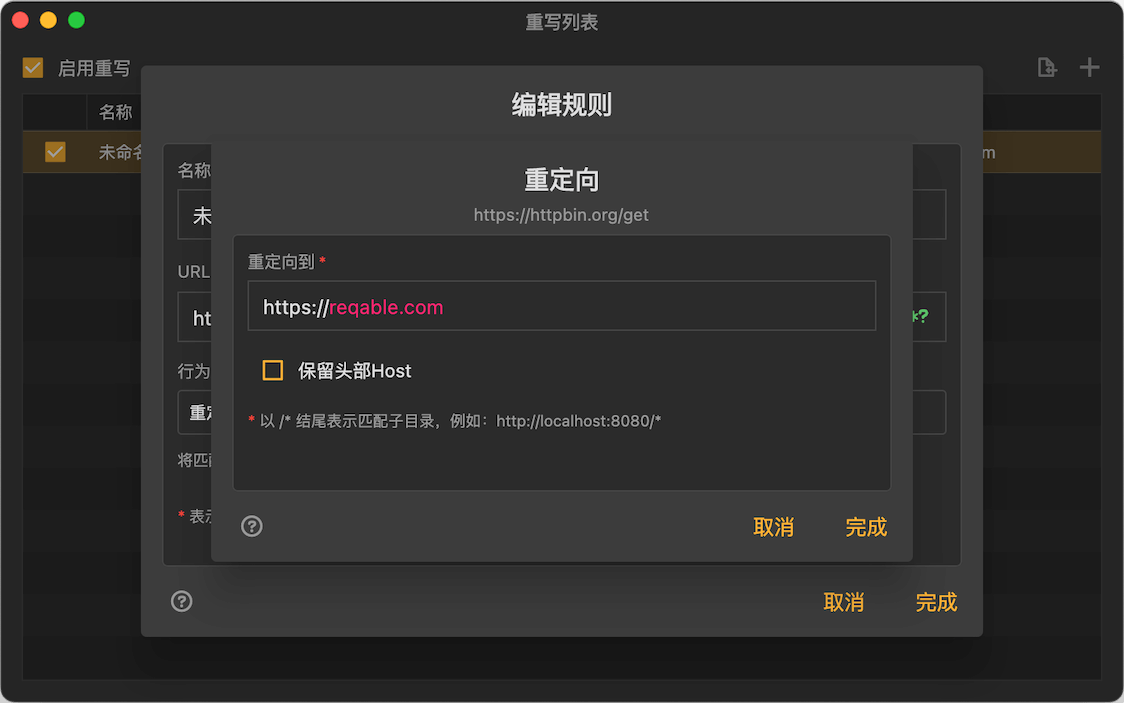 重写列表
启用重写
名称
未命名
m
编辑规则
名称
未
URL
ht
*?
行为
重定
将匹配
* 表示
取消
完成
重定向
https://httpbin.org/get
重定向到 *
https://reqable.com
保留头部Host
* 以 /* 结尾表示匹配子目录，例如：http://localhost:8080/*
取消
完成